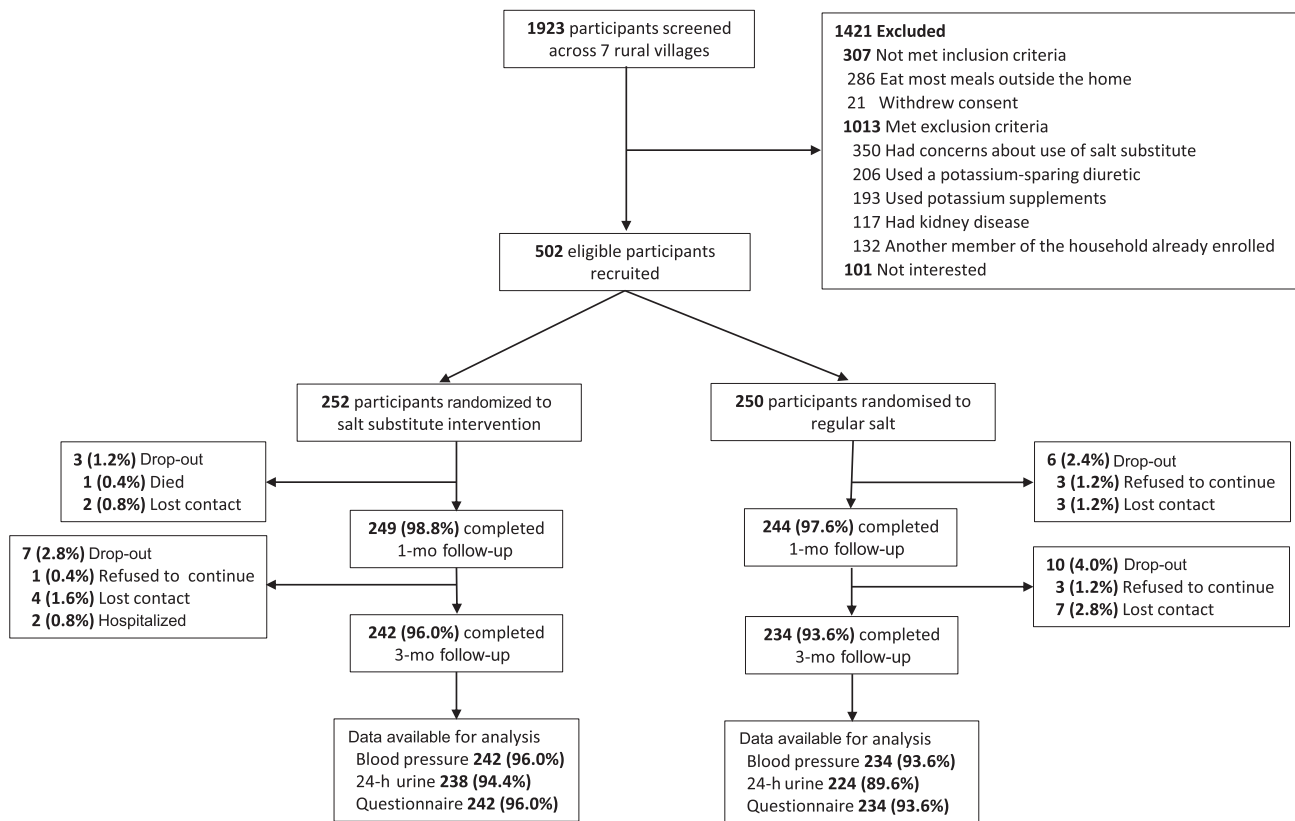 1923 participants screened
across 7 rural villages
1421 Excluded
307 Not met inclusion criteria
286 Eat most meals outside the home
21 Withdrew consent
1013 Met exclusion criteria
350 Had concerns about use of salt substitute
206 Used a potassium-sparing diuretic
193 Used potassium supplements
117 Had kidney disease
132 Another member of the household already enrolled
101 Not interested
502 eligible participants
recruited
252 participants randomized to
salt substitute intervention
250 participants randomised to
regular salt
3 (1.2%) Drop-out
1 (0.4%) Died
2 (0.8%) Lost contact
6 (2.4%) Drop-out
3 (1.2%) Refused to continue
3 (1.2%) Lost contact
249 (98.8%) completed
1-mo follow-up
244 (97.6%) completed
1-mo follow-up
7 (2.8%) Drop-out
1 (0.4%) Refused to continue
4 (1.6%) Lost contact
2 (0.8%) Hospitalized
10 (4.0%) Drop-out
3 (1.2%) Refused to continue
7 (2.8%) Lost contact
242 (96.0%) completed
3-mo follow-up
234 (93.6%) completed
3-mo follow-up
Data available for analysis
Blood pressure 242 (96.0%)
24-h urine 238 (94.4%)
Questionnaire 242 (96.0%)
Data available for analysis
Blood pressure 234 (93.6%)
24-h urine 224 (89.6%)
Questionnaire 234 (93.6%)